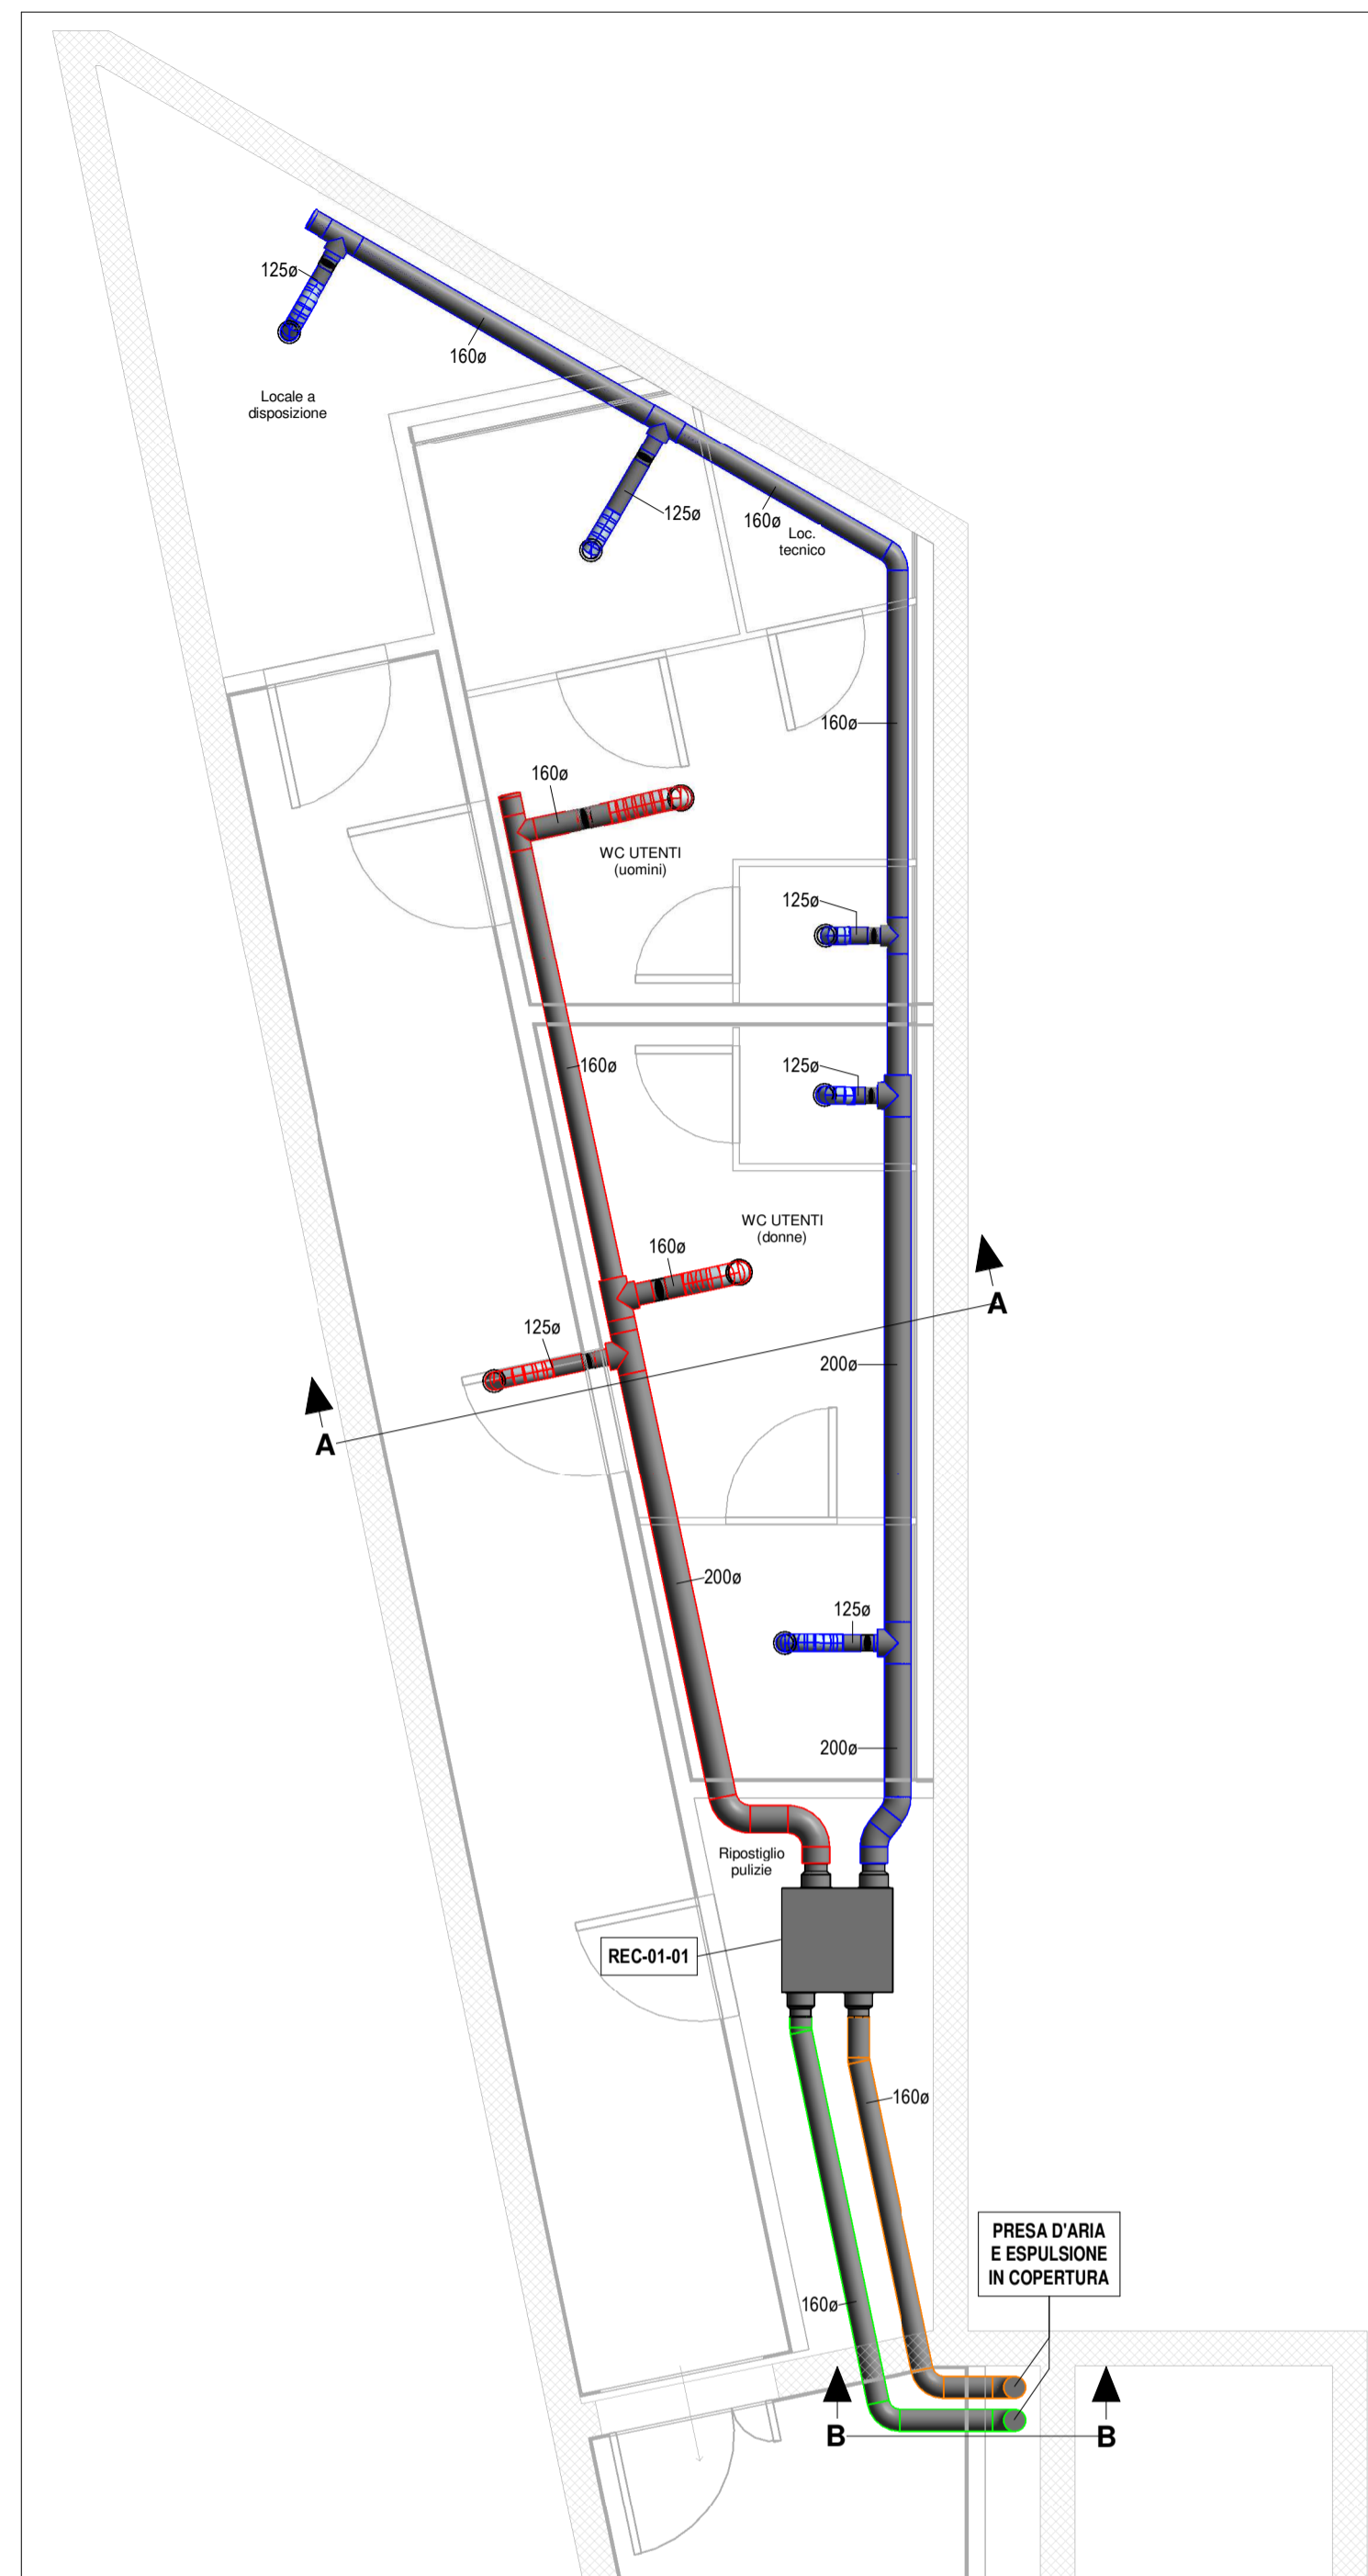 125ø
160ø
Locale a
disposizione
125ø
160ø
Loc.
tecnico
160ø
160ø
WC UTENTI
(uomini)
125ø
160ø
125ø
WC UTENTI
(donne)
160ø
A
125ø
200ø
A
200ø
125ø
200ø
Ripostiglio
pulizie
REC-01-01
160ø
PRESA D'ARIA
E ESPULSIONE
IN COPERTURA
160ø
B
B